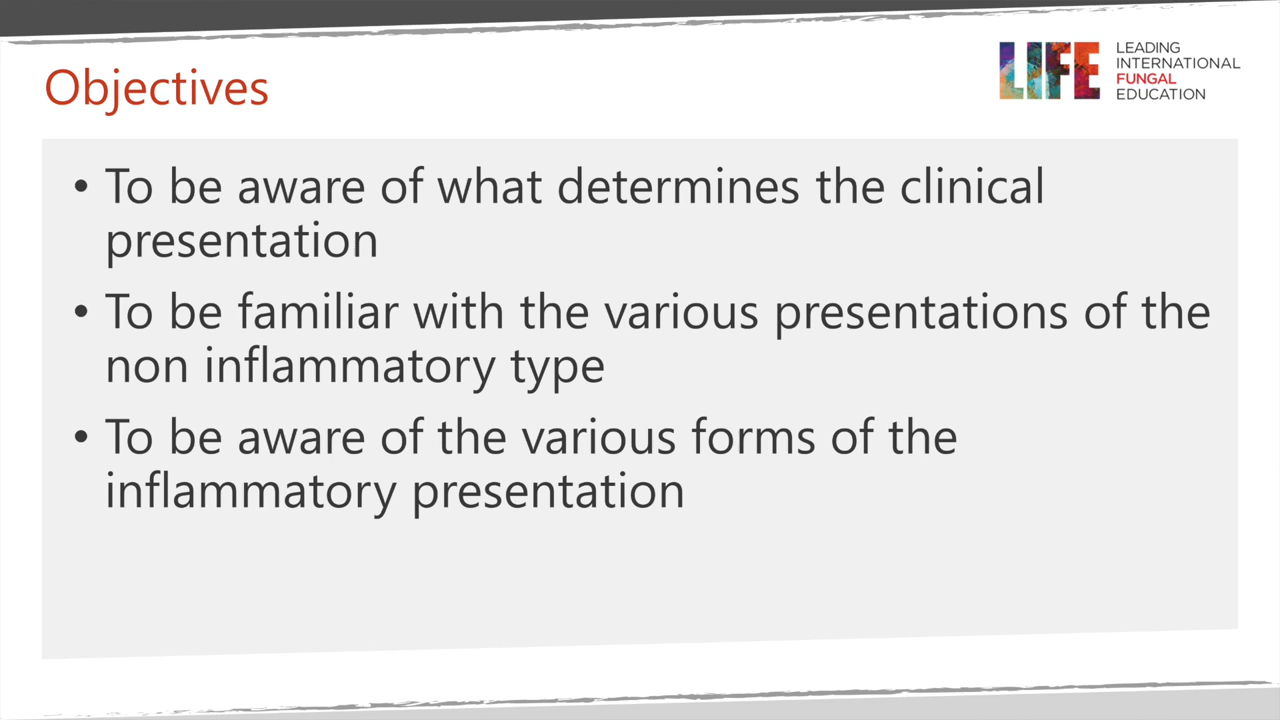 Objectives
LIFE
LEADING
INTERNATIONAL
FUNGAL
EDUCATION
• To be aware of what determines the clinical
presentation
• To be familiar with the various presentations of the
non inflammatory type
• To be aware of the various forms of the
inflammatory presentation